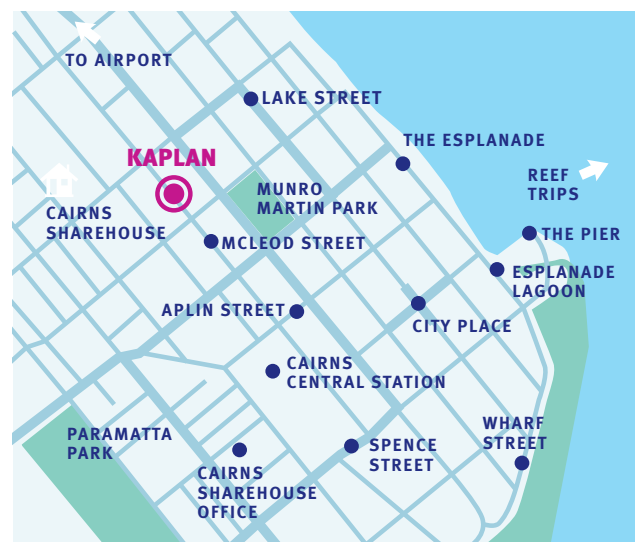 TO AIRPORT
LAKE STREET
THE ESPLANADE
KAPLAN
REEF
TRIPS
MUNRO
MARTIN PARK
CAIRNS
SHAREHOUSE
THE PIER
MCLEOD STREET
ESPLANADE
LAGOON
APLIN STREET
CITY PLACE
CAIRNS
CENTRAL STATION
PARAMATTA
PARK
WHARF
STREET
SPENCE
STREET
CAIRNS
SHAREHOUSE
OFFICE